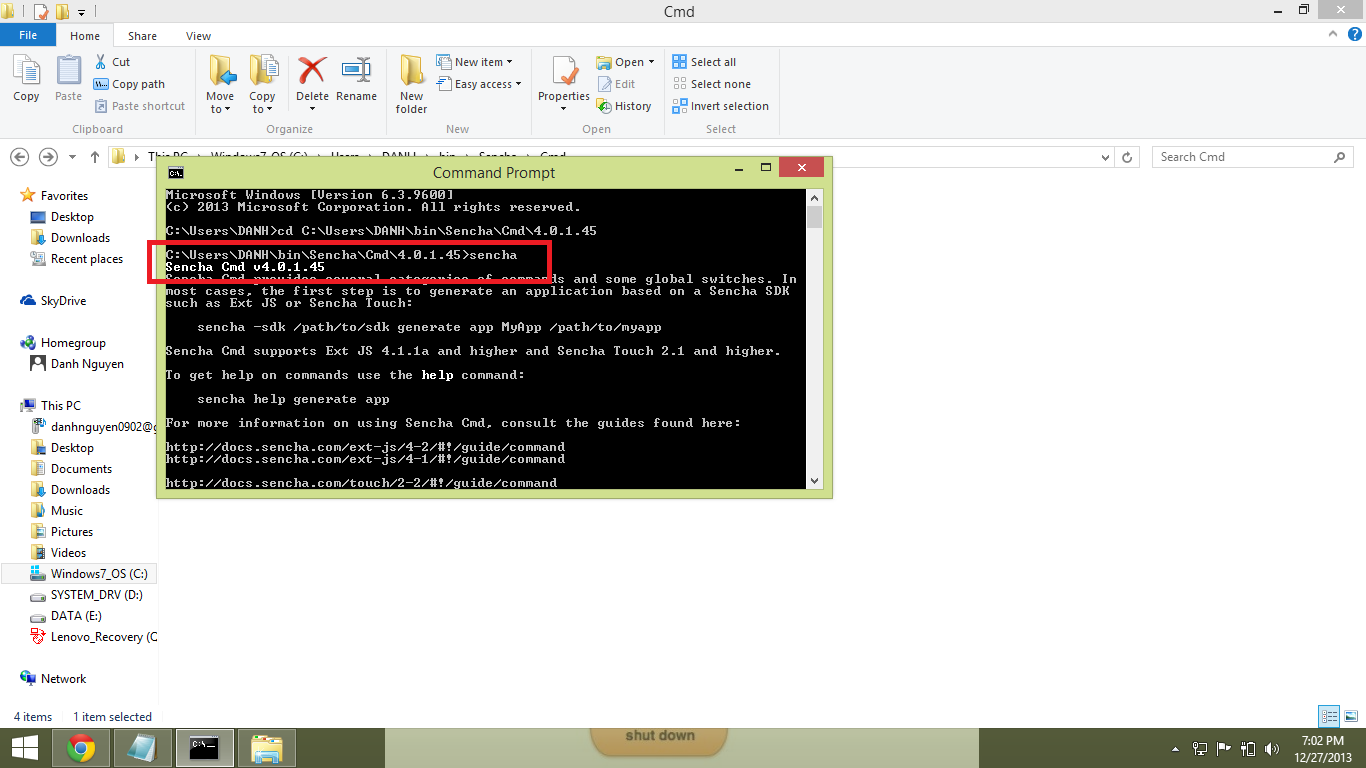 Cmd
File Home Share View
Copy
Paste
Cut
Copy path
Paste shortcut
Clipboard
Move to
Copy to
Delete
Rename
Organize
New folder
New item
Easy access
New
Properties
Open
Edit
History
Open
Select all
Select none
Invert selection
Select
This PC Windows7_OS (C:) Users DANH bin Sencha Cmd
Search Cmd
Favorites
Desktop
Downloads
Recent places
SkyDrive
Homegroup
Danh Nguyen
This PC
danhnguyen0902@
Desktop
Documents
Downloads
Music
Pictures
Videos
Windows7_OS (C:)
SYSTEM_DRV (D:)
DATA (E:)
Lenovo_Recovery (
Network
Command Prompt
Microsoft Windows [Version 6.3.9600]
(c) 2013 Microsoft Corporation. All rights reserved.
C:\Users\DANH>cd C:\Users\DANH\bin\Sencha\Cmd\4.0.1.45
C:\Users\DANH\bin\Sencha\Cmd\4.0.1.45>sencha
Sencha Cmd v4.0.1.45
Sencha Cmd provides several categories of commands and some global switches. In
most cases, the first step is to generate an application based on a Sencha SDK
such as Ext JS or Sencha Touch:
sencha -sdk /path/to/sdk generate app MyApp /path/to/myapp
Sencha Cmd supports Ext JS 4.1.1a and higher and Sencha Touch 2.1 and higher.
To get help on commands use the help command:
sencha help generate app
For more information on using Sencha Cmd, consult the guides found here:
http://docs.sencha.com/ext-js/4-2/#!/guide/command
http://docs.sencha.com/ext-js/4-1/#!/guide/command
http://docs.sencha.com/touch/2-2/#!/guide/command
4 items 1 item selected
shut down
7:02 PM
12/27/2013